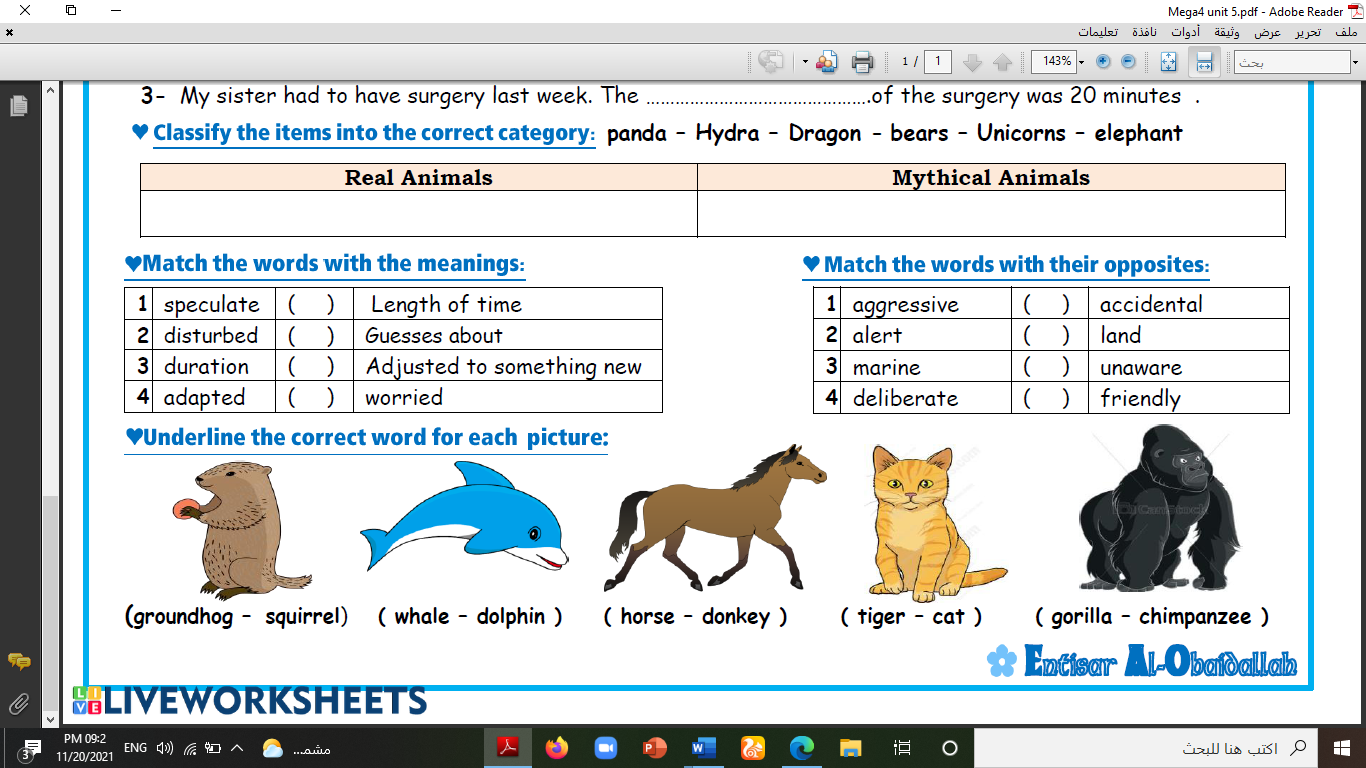 Mega4 unit 5.pdf - Adobe Reader
ملف تحرير عرض وثيقة أدوات نافذة تعليمات
1 / 1
143%
بحث
3- My sister had to have surgery last week. The ……………………………………….of the surgery was 20 minutes .
♥ Classify the items into the correct category: panda – Hydra – Dragon - bears – Unicorns – elephant
Real Animals Mythical Animals
♥Match the words with the meanings:
1 speculate ( ) Length of time
2 disturbed ( ) Guesses about
3 duration ( ) Adjusted to something new
4 adapted ( ) worried
♥ Match the words with their opposites:
1 aggressive ( ) accidental
2 alert ( ) land
3 marine ( ) unaware
4 deliberate ( ) friendly
♥Underline the correct word for each picture:
(groundhog – squirrel) ( whale – dolphin ) ( horse – donkey ) ( tiger – cat ) ( gorilla – chimpanzee )
Entisar Al-Obaidallah
LIVE LIVEWORKSHEETS
PM 09:2
11/20/2021
3
ENG
مشمـ...
اكتب هنا للبحث